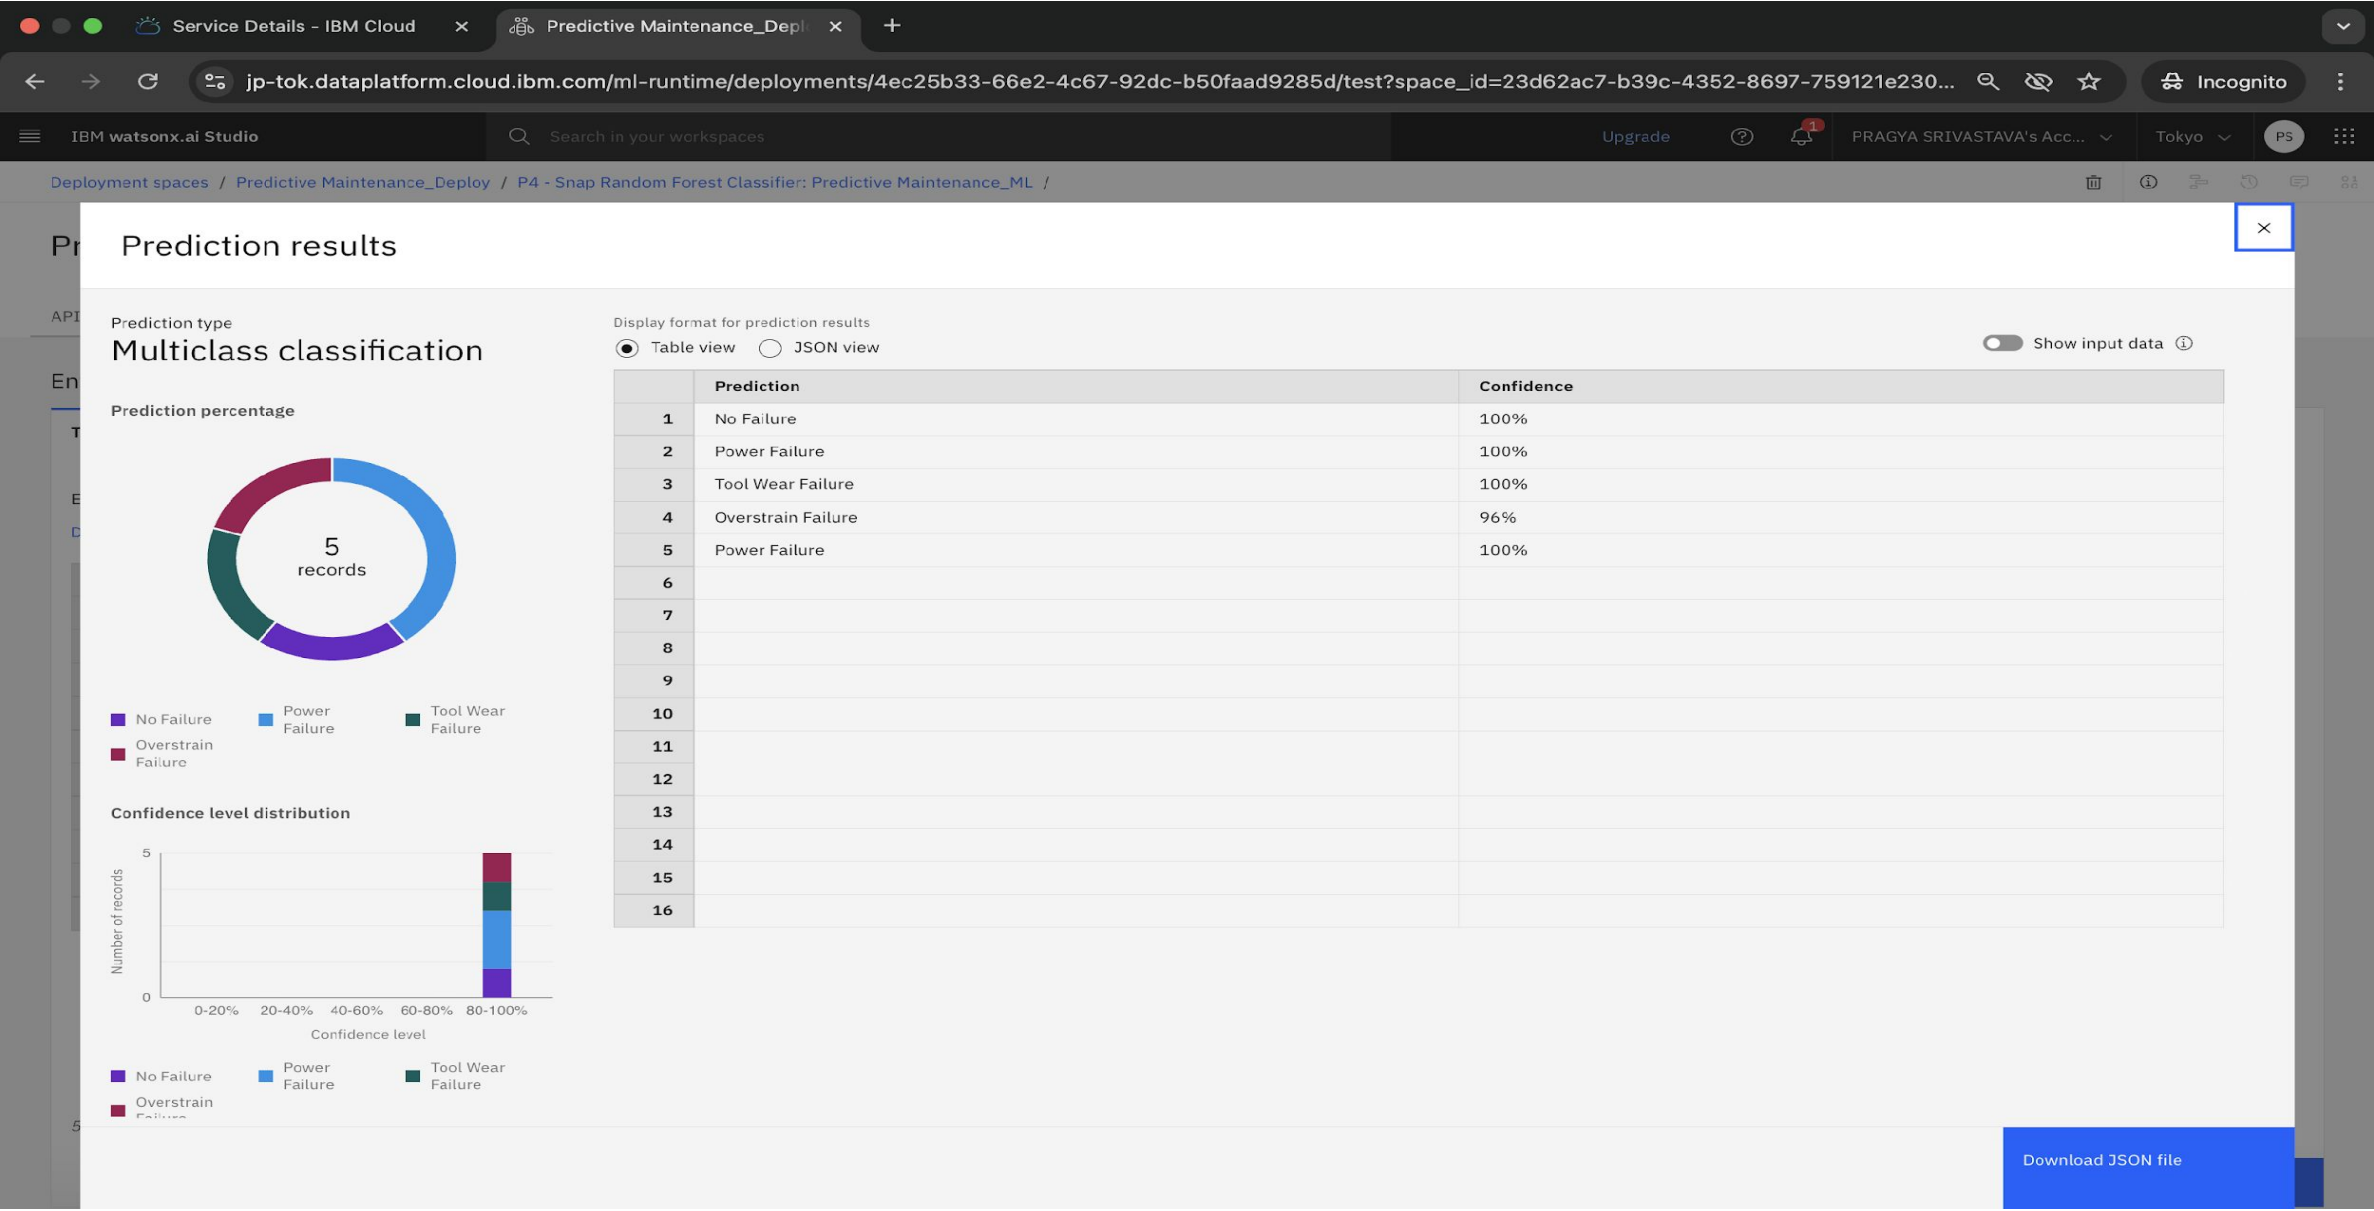 Service Details - IBM Cloud
Predictive Maintenance_Depl
jp-tok.dataplatform.cloud.ibm.com/ml-runtime/deployments/4ec25b33-66e2-4c67-92dc-b50faad9285d/test?space_id=23d62ac7-b39c-4352-8697-759121e230...
Incognito
IBM watsonx.ai Studio
Search in your workspaces
Upgrade
1
PRAGYA SRIVASTAVA's Acc...
Tokyo
PS
Deployment spaces / Predictive Maintenance_Deploy / P4 - Snap Random Forest Classifier: Predictive Maintenance_ML /
Pr
Prediction results
API
Prediction type
Multiclass classification
Display format for prediction results
Table view
JSON view
Show input data
En
Prediction percentage
5
records
No Failure
Power
Failure
Tool Wear
Failure
Overstrain
Failure
Confidence level distribution
5
Number of records
0
0-20% 20-40% 40-60% 60-80% 80-100%
Confidence level
No Failure
Power
Failure
Tool Wear
Failure
Overstrain
Prediction Confidence
1 No Failure 100%
2 Power Failure 100%
3 Tool Wear Failure 100%
4 Overstrain Failure 96%
5 Power Failure 100%
6
7
8
9
10
11
12
13
14
15
16
Download JSON file